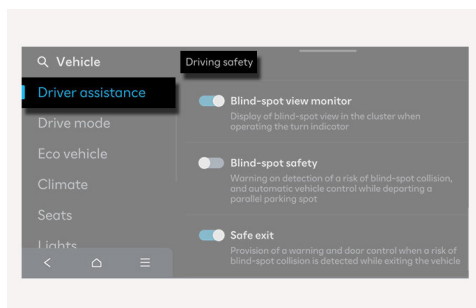 Vehicle
Driver assistance
Drive mode
Eco vehicle
Climate
Seats
Lights
Driving safety
Blind-spot view monitor
Display of blind-spot view in the cluster when
operating the turn indicator
Blind-spot safety
Warning on detection of a risk of blind-spot collision,
and automatic vehicle control while departing a
parallel parking spot
Safe exit
Provision of a warning and door control when a risk of
blind-spot collision is detected while exiting the vehicle